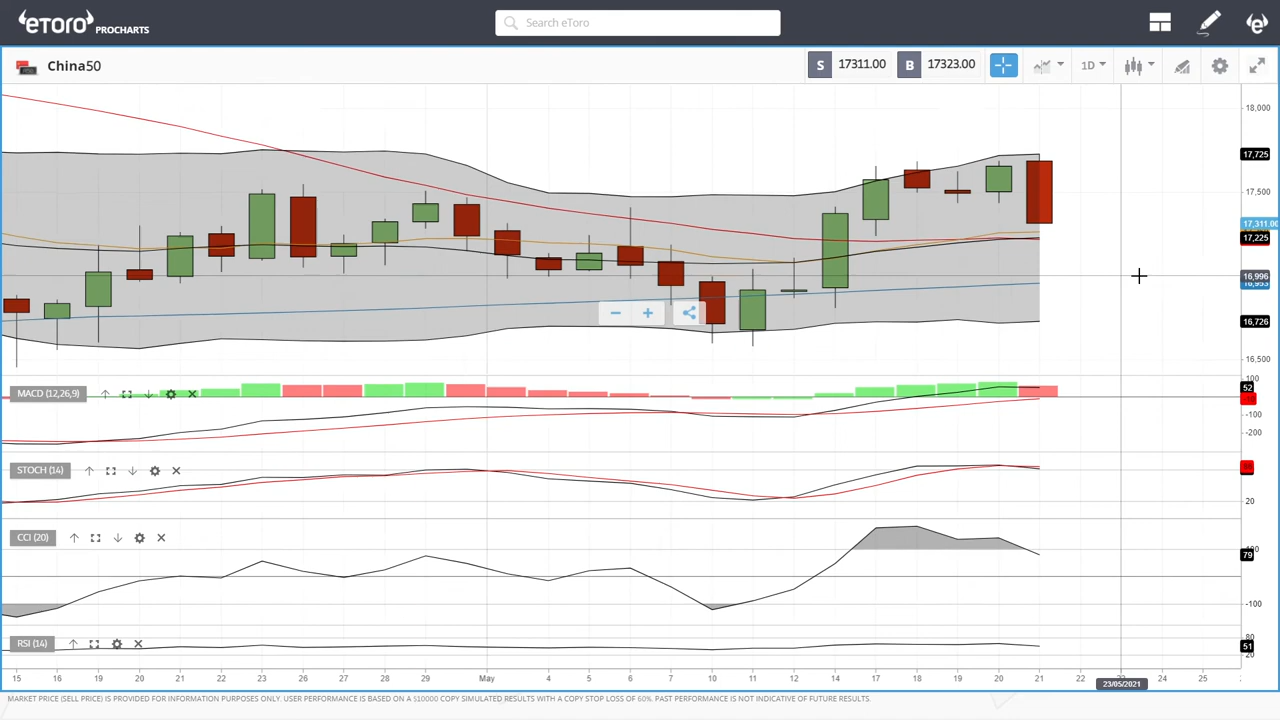 eToro PROCHARTS
Search eToro
China50
S 17311.00 B 17323.00
1D
18,000
17,725
17,500
17,311.00
17,225
16,996
16,953
16,726
16,500
MACD (12,26,9)
100
52
-100
-200
STOCH (14)
20
CCI (20)
79
-100
RSI (14)
80
51
20
15 16 19 20 21 22 23 26 27 28 29 May 4 5 6 7 10 11 12 14 17 18 19 20 21 22 24 25
23/05/2021
MARKET PRICE (SELL PRICE) IS PROVIDED FOR INFORMATION PURPOSES ONLY. USER PERFORMANCE IS BASED ON A $10000 COPY SIMULATED RESULTS WITH A COPY STOP LOSS OF 60%. PAST PERFORMANCE IS NOT INDICATIVE OF FUTURE RESULTS.